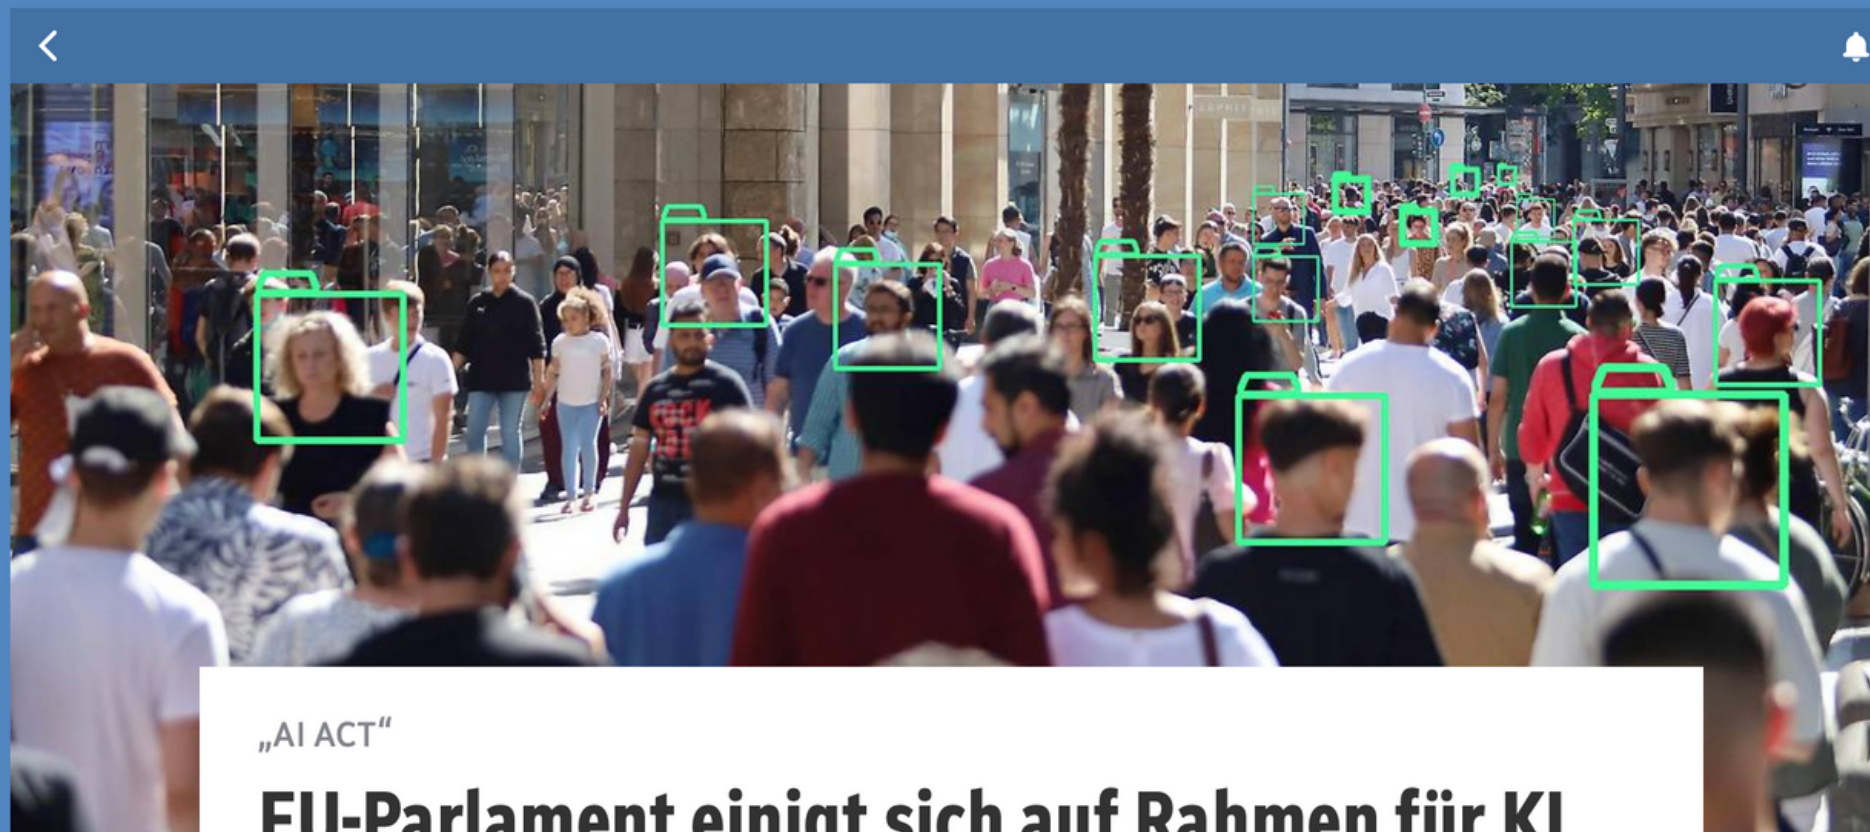 „AI ACT“
EU-Parlament einigt sich auf Rahmen für KI